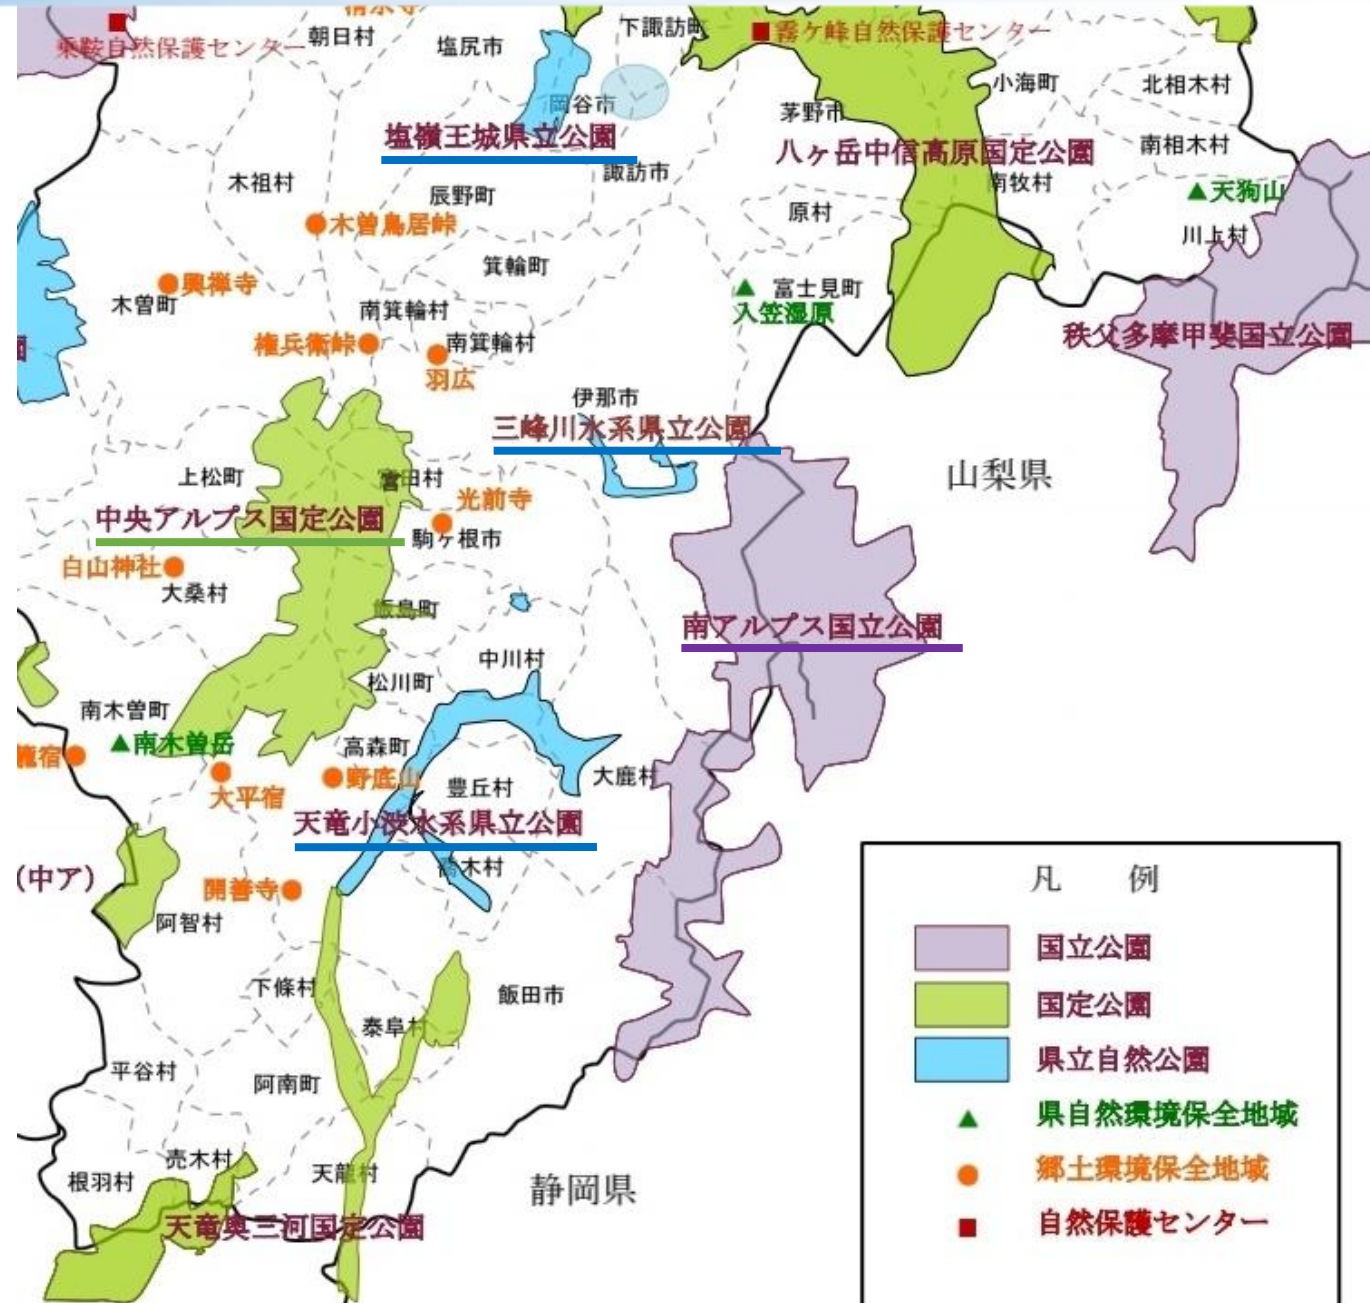 清水寺
下諏訪町
霧ケ峰自然保護センター
乗鞍自然保護センター
朝日村
塩尻市
小海町
北相木村
岡谷市
茅野市
塩嶺王城県立公園
八ヶ岳中信高原国定公園
南相木村
諏訪市
木祖村
辰野町
南牧村
天狗山
原村
木曽鳥居峠
川上村
箕輪町
興禅寺
富士見町
木曽町
南箕輪村
入笠湿原
権兵衛峠
南箕輪村
秩父多摩甲斐国立公園
園
羽広
伊那市
三峰川水系県立公園
上松町
宮田村
山梨県
光前寺
中央アルプス国定公園
駒ヶ根市
白山神社
大桑村
飯島町
南アルプス国立公園
中川村
松川町
南木曽町
南木曽岳
高森町
籠宿
大平宿
野底山
豊丘村
大鹿村
天竜小渋水系県立公園
喬木村
(中ア)
開善寺
阿智村
下條村
飯田市
泰阜村
平谷村
阿南町
売木村
根羽村
天龍村
静岡県
天竜奥三河国定公園
凡 例
国立公園
国定公園
県立自然公園
県自然環境保全地域
郷土環境保全地域
自然保護センター